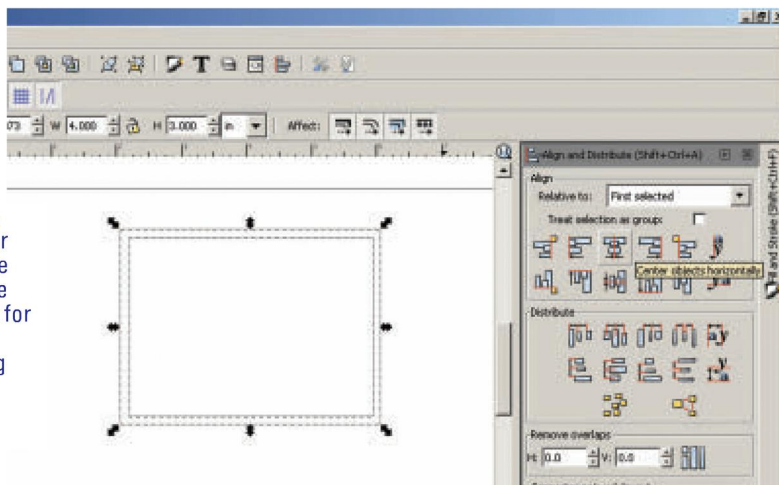 W 4.000 H 3.000 in Affect:
Align and Distribute (Shift+Ctrl+A)
Align
Relative to: First selected
Treat selection as group:
Center objects horizontally
Distribute
Remove overlaps
H: 0.0 V: 0.0
Fill and Stroke (Shift+Ctrl+F)
r
e
e
for
g